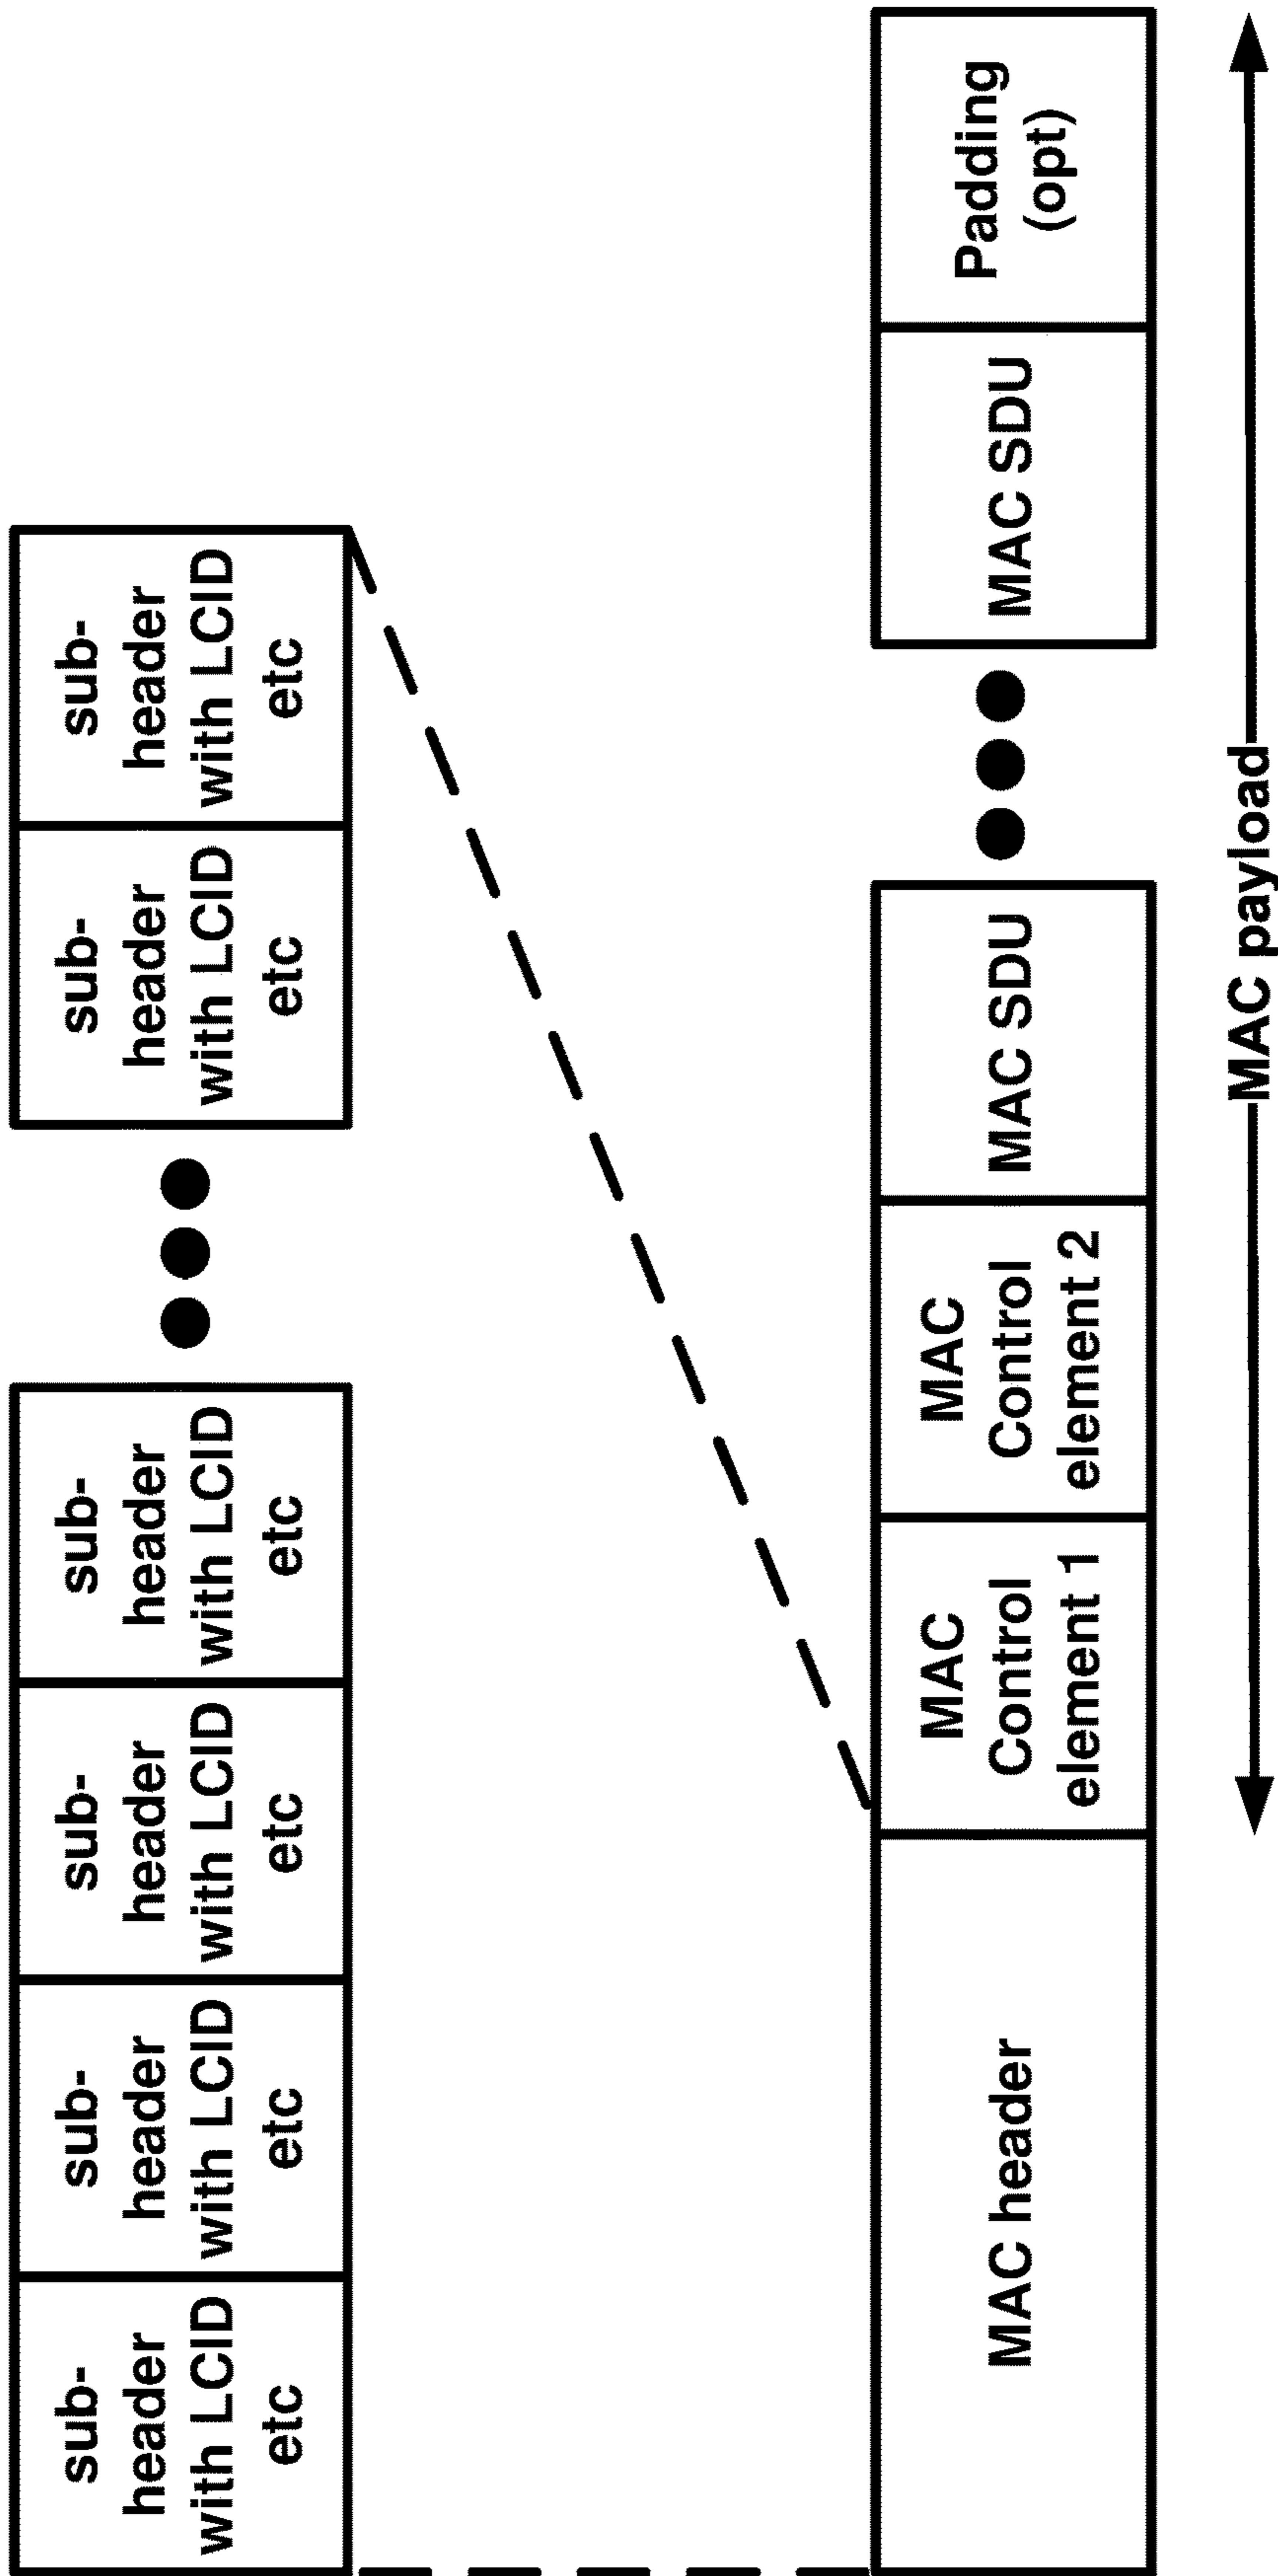 sub-
header
with LCID
etc
sub-
header
with LCID
etc
sub-
header
with LCID
etc
sub-
header
with LCID
etc
sub-
header
with LCID
etc
sub-
header
with LCID
etc
MAC header
MAC
Control
element 1
MAC
Control
element 2
MAC SDU
MAC SDU
Padding
(opt)
MAC payload